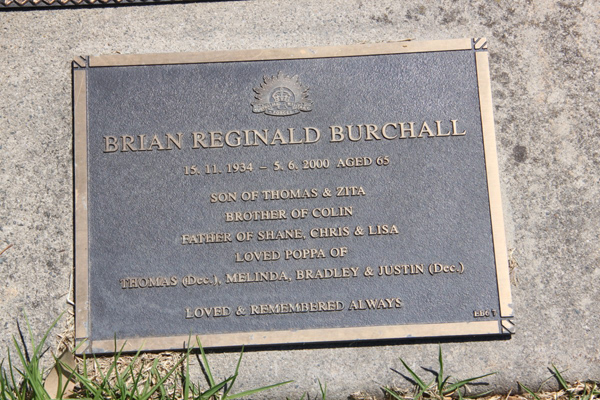 BRIAN REGINALD BURCHALL
15. 11. 1934 – 5. 6. 2000 AGED 65
SON OF THOMAS & ZITA
BROTHER OF COLIN
FATHER OF SHANE, CHRIS & LISA
LOVED POPPA OF
THOMAS (Dec.), MELINDA, BRADLEY & JUSTIN (Dec.)
LOVED & REMEMBERED ALWAYS